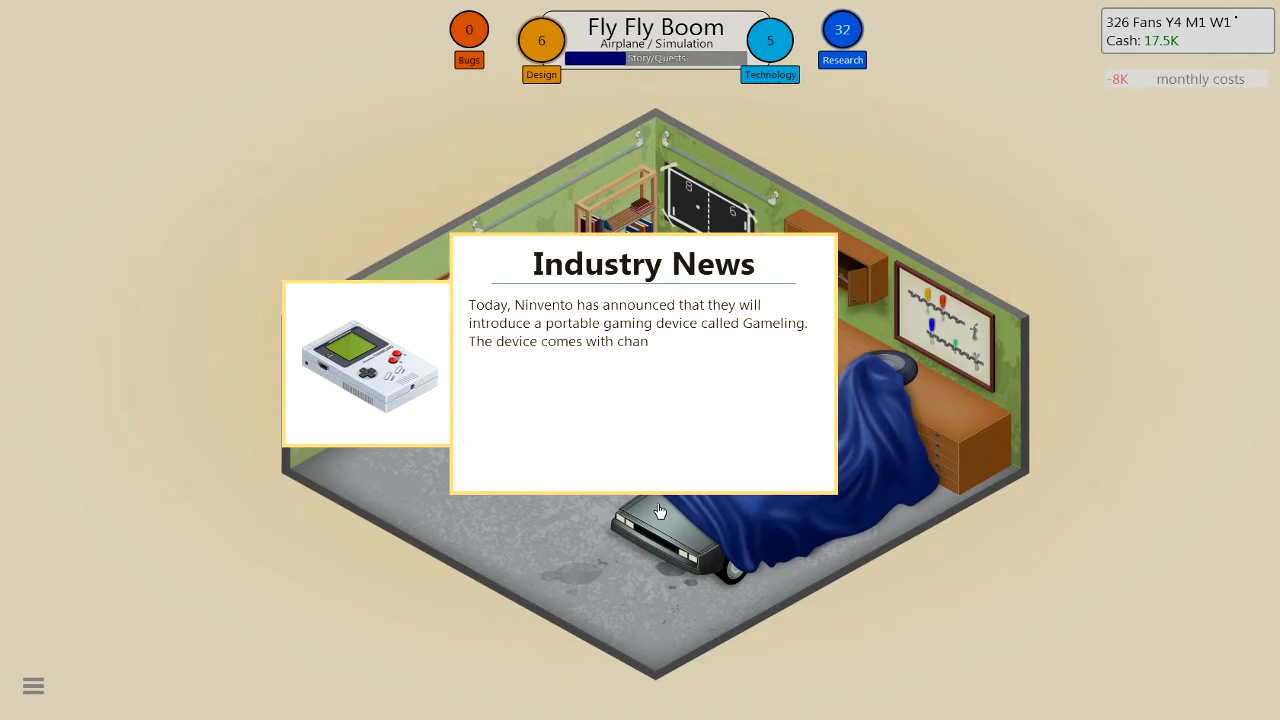 0
Bugs
6
Design
Fly Fly Boom
Airplane / Simulation
Story/Quests
5
Technology
32
Research
326 Fans Y4 M1 W1
Cash: 17.5K
-8K monthly costs
Industry News
Today, Ninvento has announced that they will
introduce a portable gaming device called Gameling.
The device comes with chan